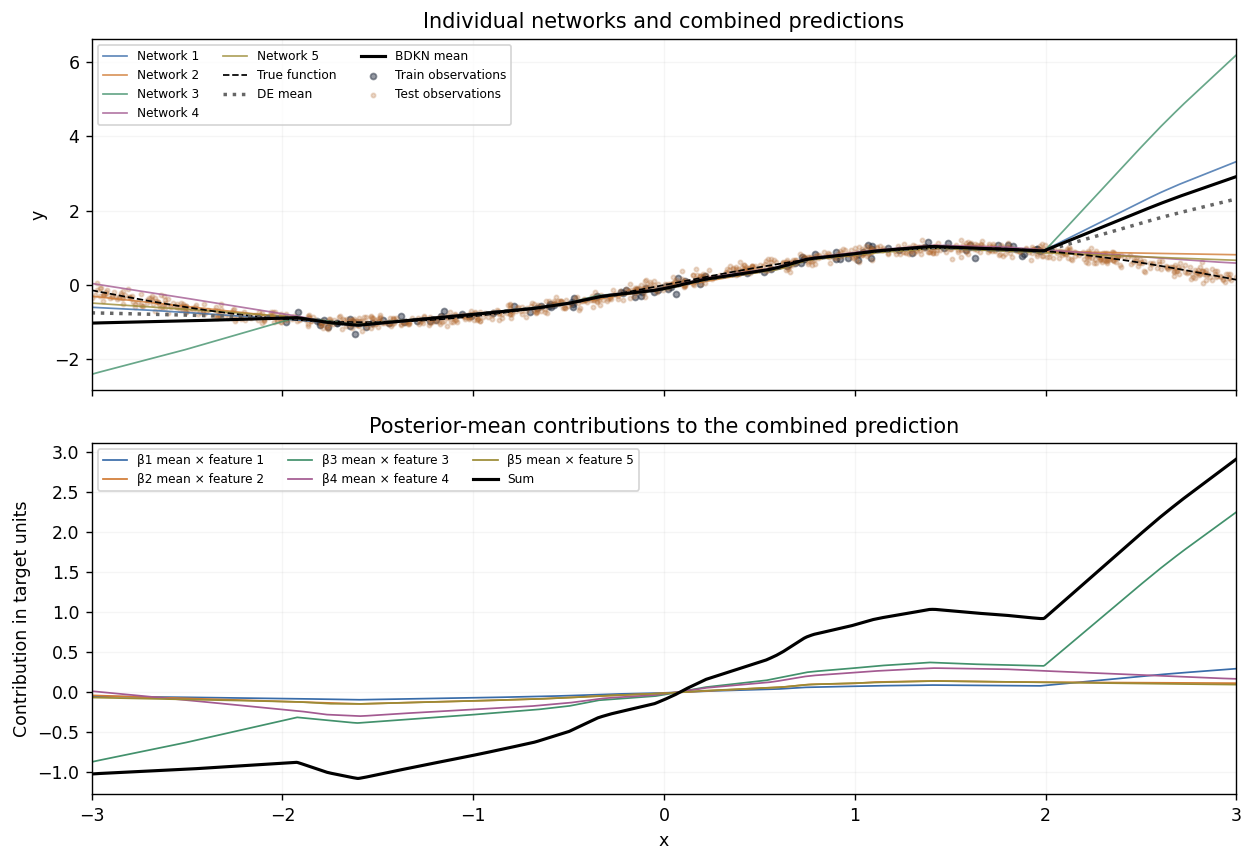 Individual networks and combined predictions
Network 1
Network 2
Network 3
Network 4
Network 5
True function
DE mean
BDKN mean
Train observations
Test observations
6
4
2
0
−2
y
Posterior-mean contributions to the combined prediction
β1 mean × feature 1
β2 mean × feature 2
β3 mean × feature 3
β4 mean × feature 4
β5 mean × feature 5
Sum
3.0
2.5
2.0
1.5
1.0
0.5
0.0
−0.5
−1.0
Contribution in target units
−3 −2 −1 0 1 2 3
x